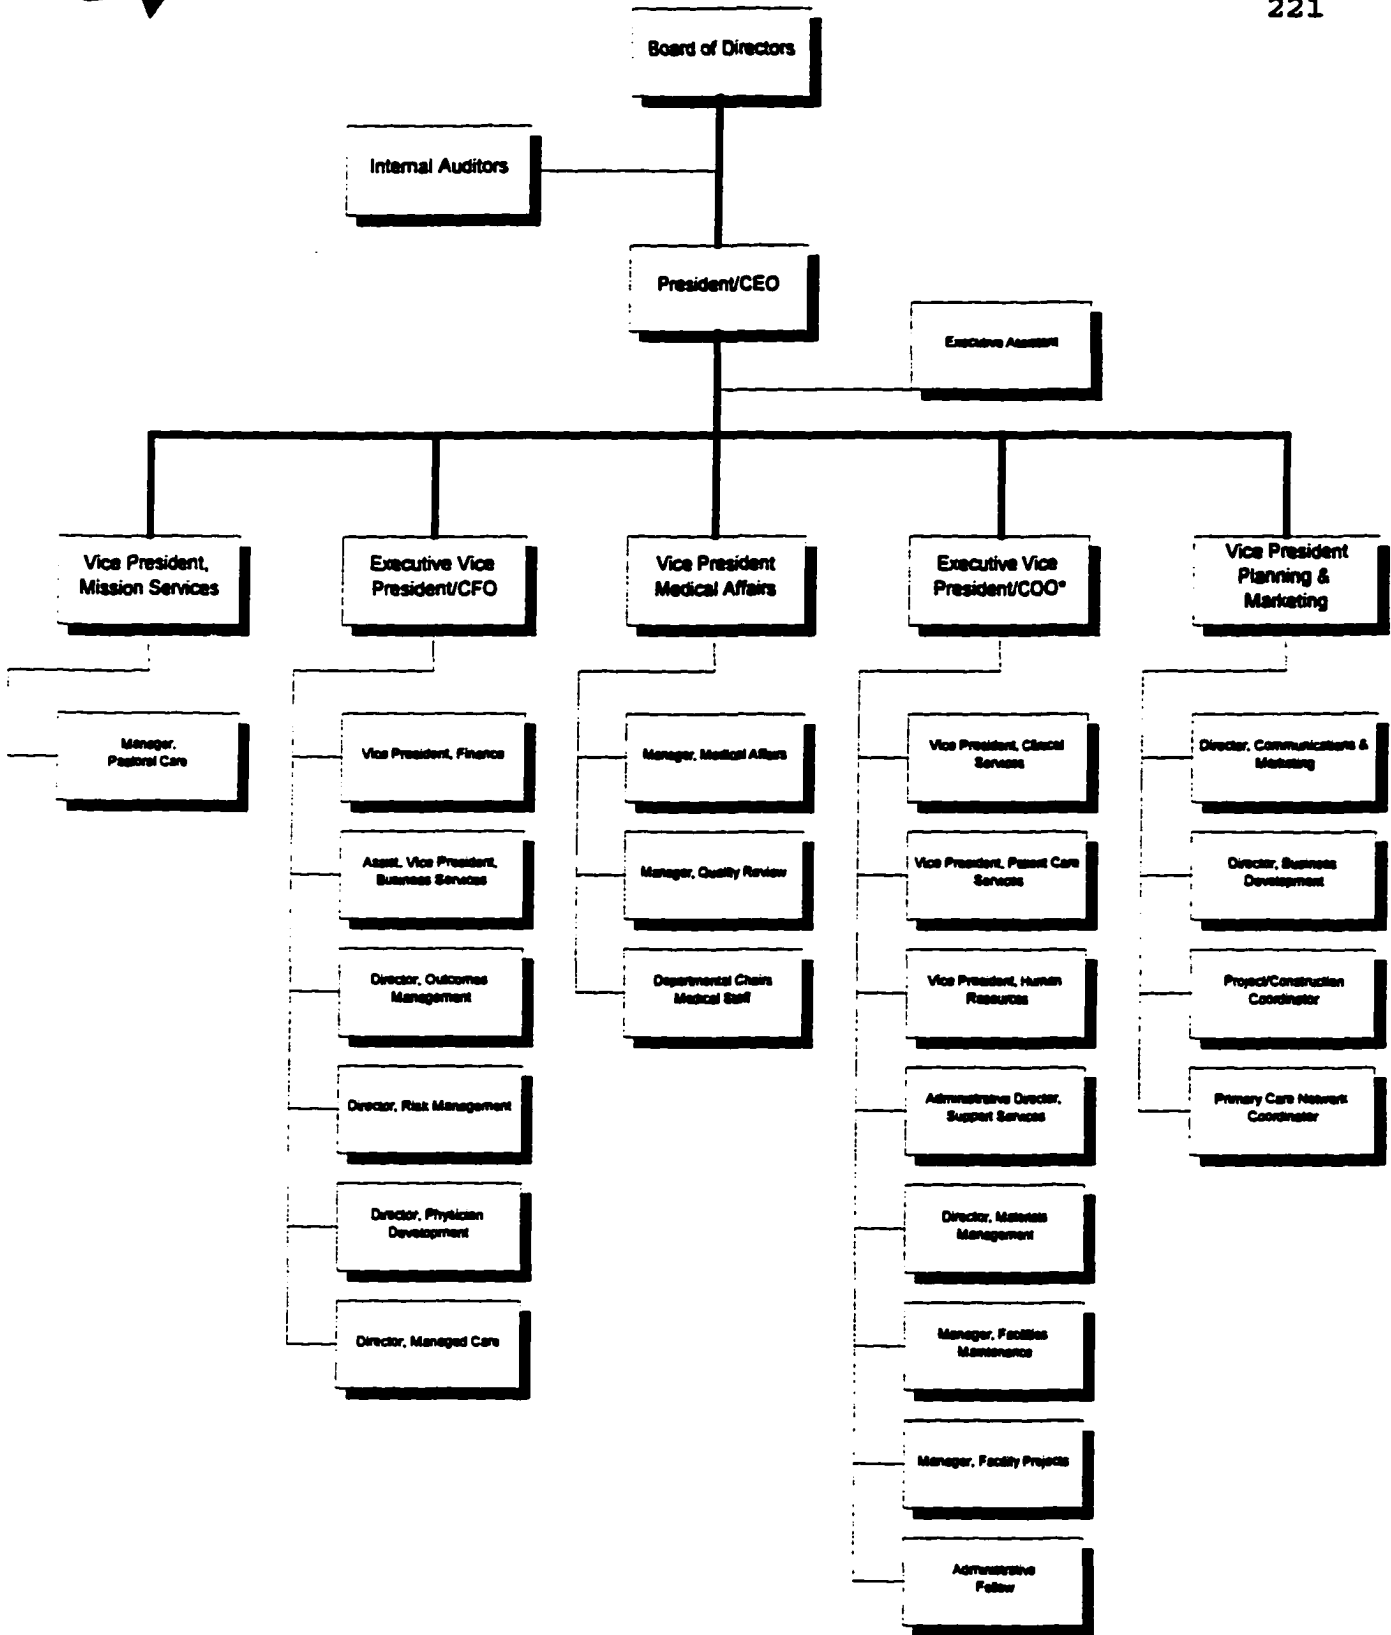 221
Board of Directors
Internal Auditors
President/CEO
Executive Assistant
Vice President,
Mission Services
Executive Vice
President/CFO
Vice President
Medical Affairs
Executive Vice
President/COO*
Vice President
Planning &
Marketing
Manager,
Pastoral Care
Vice President, Finance
Assist, Vice President,
Business Services
Director, Outcomes
Management
Director, Risk Management
Director, Physician
Development
Director, Managed Care
Manager, Medical Affairs
Manager, Quality Review
Departmental Chairs
Medical Staff
Vice President, Clinical
Services
Vice President, Patient Care
Services
Vice President, Human
Resources
Administrative Director,
Support Services
Director, Materials
Management
Manager, Facilities
Maintenance
Manager, Facility Projects
Administrative
Fellow
Director, Communications &
Marketing
Director, Business
Development
Project/Construction
Coordinator
Primary Care Network
Coordinator